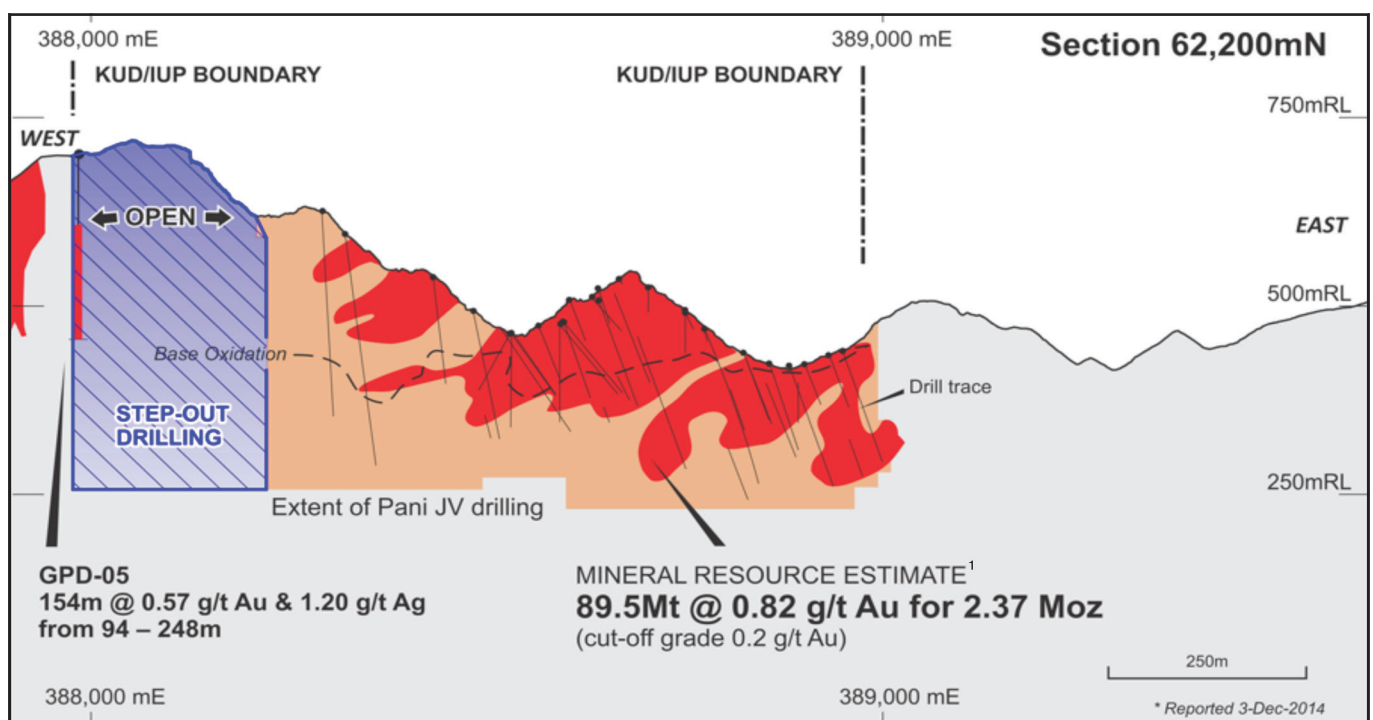 388,000 mE
389,000 mE
Section 62,200mN
KUD/IUP BOUNDARY
KUD/IUP BOUNDARY
750mRL
WEST
OPEN
EAST
500mRL
Base Oxidation
Drill trace
STEP-OUT
DRILLING
250mRL
Extent of Pani JV drilling
GPD-05
154m @ 0.57 g/t Au & 1.20 g/t Ag
from 94 – 248m
MINERAL RESOURCE ESTIMATE¹
89.5Mt @ 0.82 g/t Au for 2.37 Moz
(cut-off grade 0.2 g/t Au)
250m
388,000 mE
389,000 mE
* Reported 3-Dec-2014